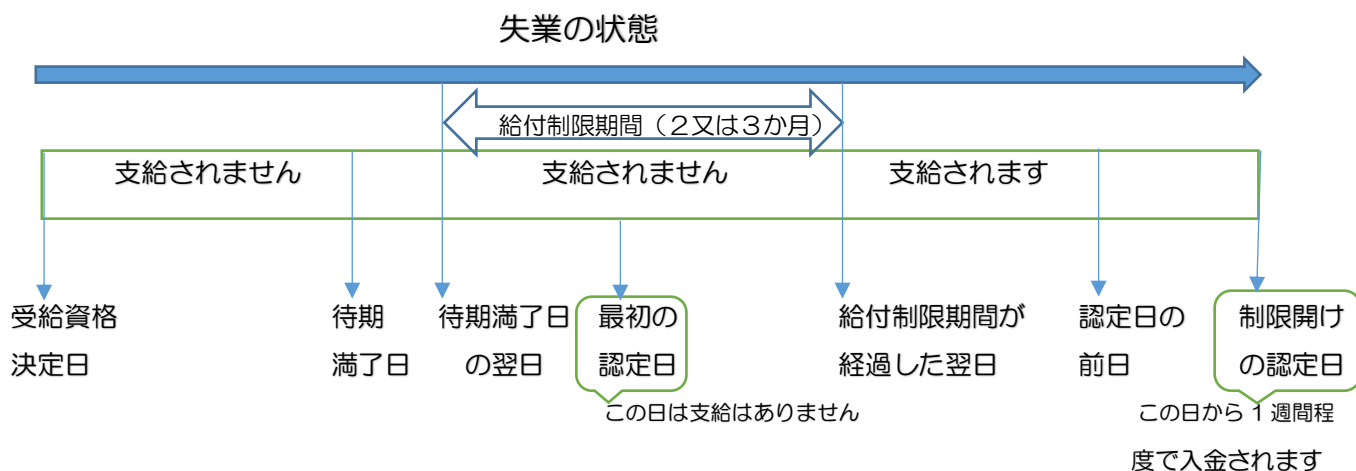 失業の状態
給付制限期間（２又は３か月）
支給されません
支給されません
支給されます
受給資格
決定日
待期
満了日
待期満了日
の翌日
最初の
認定日
給付制限期間が
経過した翌日
認定日の
前日
制限開け
の認定日
この日は支給はありません
この日から１週間程
度で入金されます